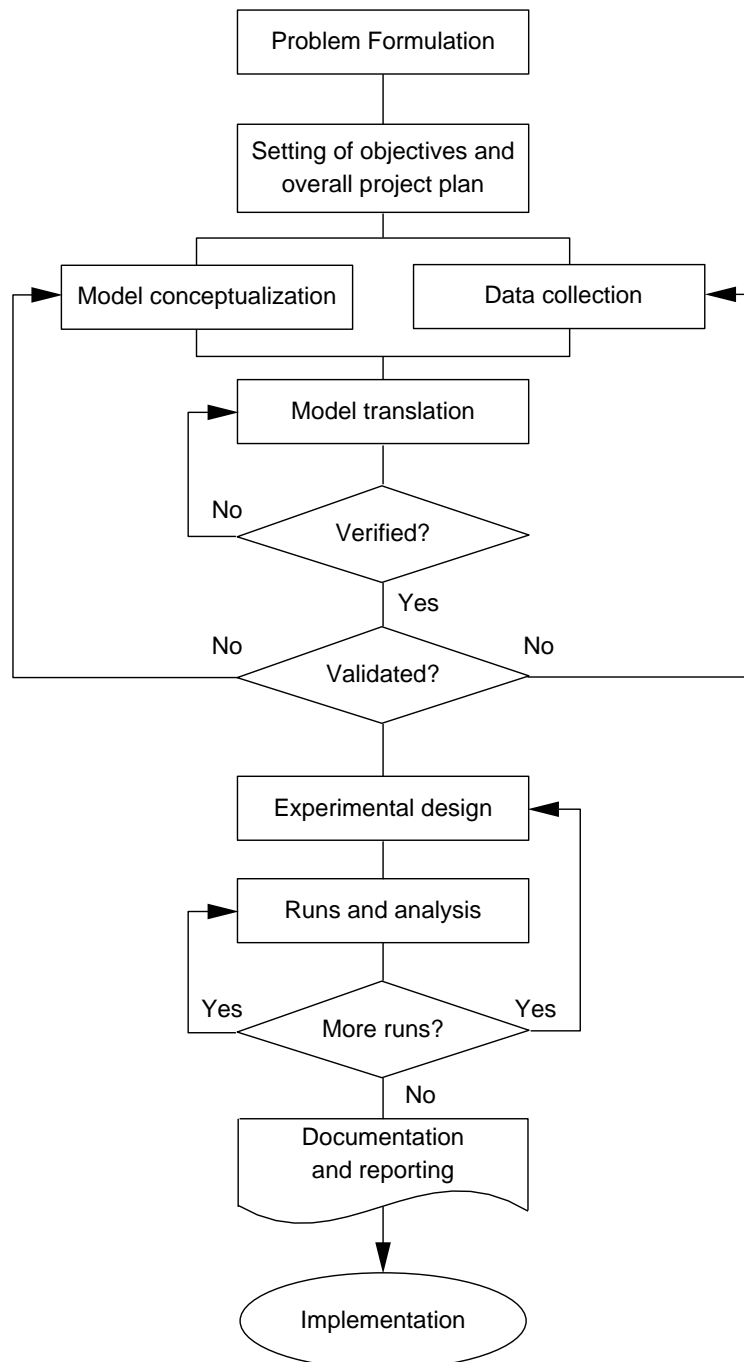 Problem Formulation
Setting of objectives and
overall project plan
Model conceptualization
Data collection
Model translation
No
Verified?
Yes
No
No
Validated?
Experimental design
Runs and analysis
Yes
Yes
More runs?
No
Documentation
and reporting
Implementation